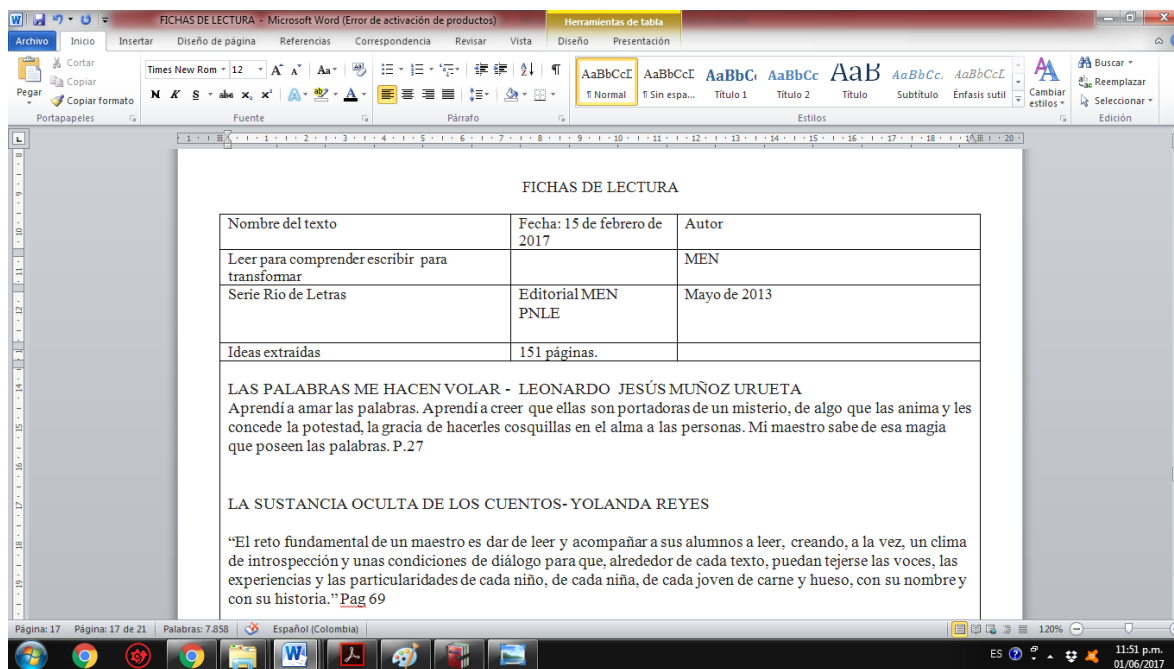 FICHAS DE LECTURA - Microsoft Word (Error de activación de productos)
Herramientas de tabla
Archivo Inicio Insertar Diseño de página Referencias Correspondencia Revisar Vista Diseño Presentación
Pegar
Cortar
Copiar
Copiar formato
Portapapeles
Times New Rom 12
N K S abc x, x²
Fuente
Párrafo
AaBbCcD AaBbCcD AaBbC AaBbCc AaB AaBbCc. AaBbCcD
¶ Normal ¶ Sin espa... Título 1 Título 2 Título Subtítulo Énfasis sutil
Cambiar estilos
Estilos
Buscar
Reemplazar
Seleccionar
Edición
FICHAS DE LECTURA
Nombre del texto Fecha: 15 de febrero de 2017 Autor
Leer para comprender escribir para transformar MEN
Serie Río de Letras Editorial MEN PNLE Mayo de 2013
Ideas extraídas 151 páginas.
LAS PALABRAS ME HACEN VOLAR - LEONARDO JESÚS MUÑOZ URUETA
Aprendí a amar las palabras. Aprendí a creer que ellas son portadoras de un misterio, de algo que las anima y les
concede la potestad, la gracia de hacerles cosquillas en el alma a las personas. Mi maestro sabe de esa magia
que poseen las palabras. P.27
LA SUSTANCIA OCULTA DE LOS CUENTOS- YOLANDA REYES
“El reto fundamental de un maestro es dar de leer y acompañar a sus alumnos a leer, creando, a la vez, un clima
de introspección y unas condiciones de diálogo para que, alrededor de cada texto, puedan tejerse las voces, las
experiencias y las particularidades de cada niño, de cada niña, de cada joven de carne y hueso, con su nombre y
con su historia.” Pag 69
Página: 17 Página: 17 de 21 Palabras: 7.858 Español (Colombia) 120%
ES 11:51 p.m.
01/06/2017